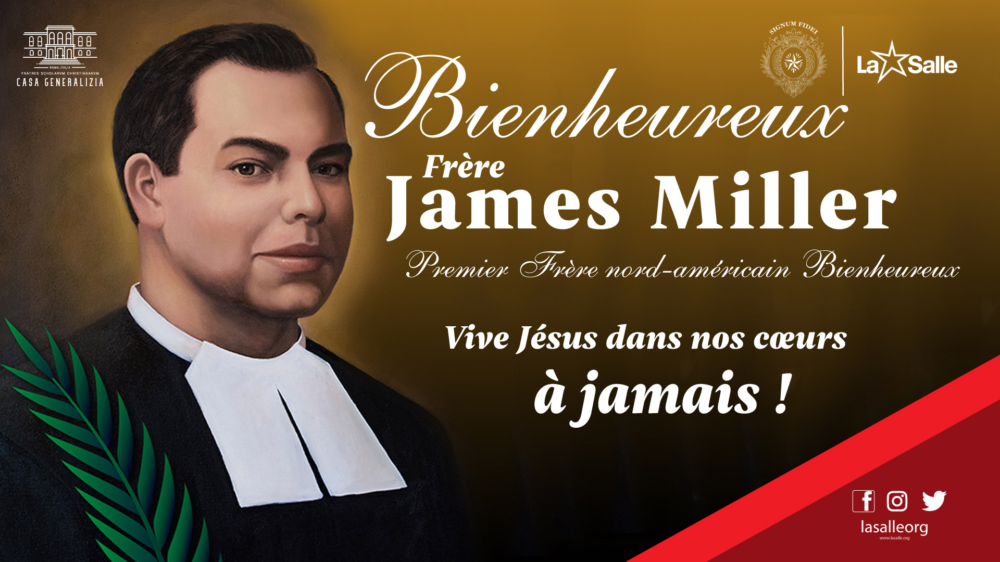 ROMA, ITALIA
FRATRES SCHOLARVM CHRISTIANARVM
CASA GENERALIZIA
SIGNUM FIDEI
La Salle
Bienheureux
Frère
James Miller
Premier Frère nord-américain Bienheureux
Vive Jésus dans nos cœurs
à jamais !
lasalleorg
www.lasalle.org